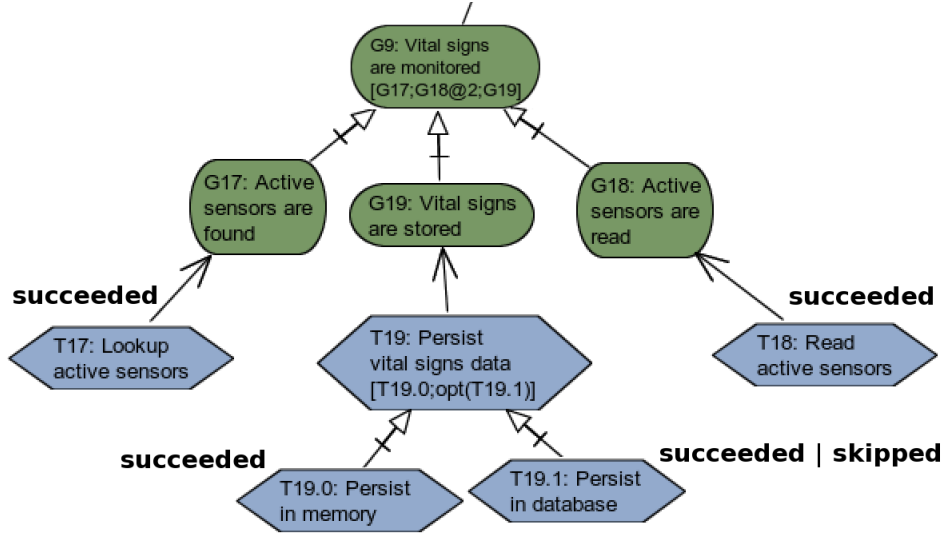 G9: Vital signs
are monitored
[G17;G18@2;G19]
G17: Active
sensors are
found
G19: Vital signs
are stored
G18: Active
sensors are
read
succeeded
succeeded
T17: Lookup
active sensors
T19: Persist
vital signs data
[T19.0;opt(T19.1)]
T18: Read
active sensors
succeeded
succeeded | skipped
T19.0: Persist
in memory
T19.1: Persist
in database